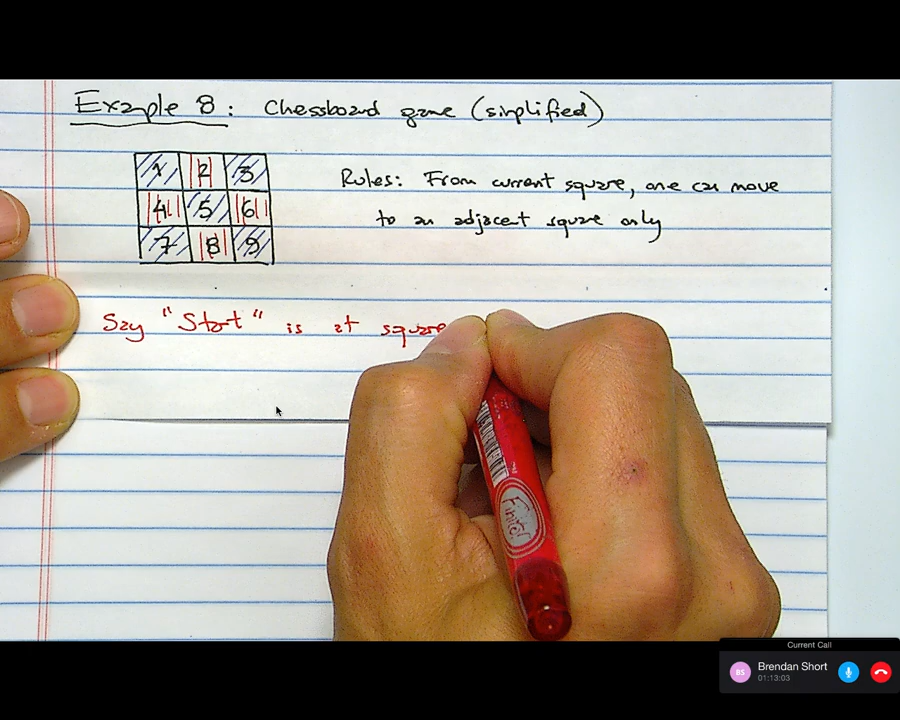 Example 8: Chessboard game (simplified)
1 2 3
4 5 6
7 8 9
Rules: From current square, one can move
to an adjacent square only
Say "Start" is at square
Finiter
Current Call
BS
Brendan Short
01:13:03